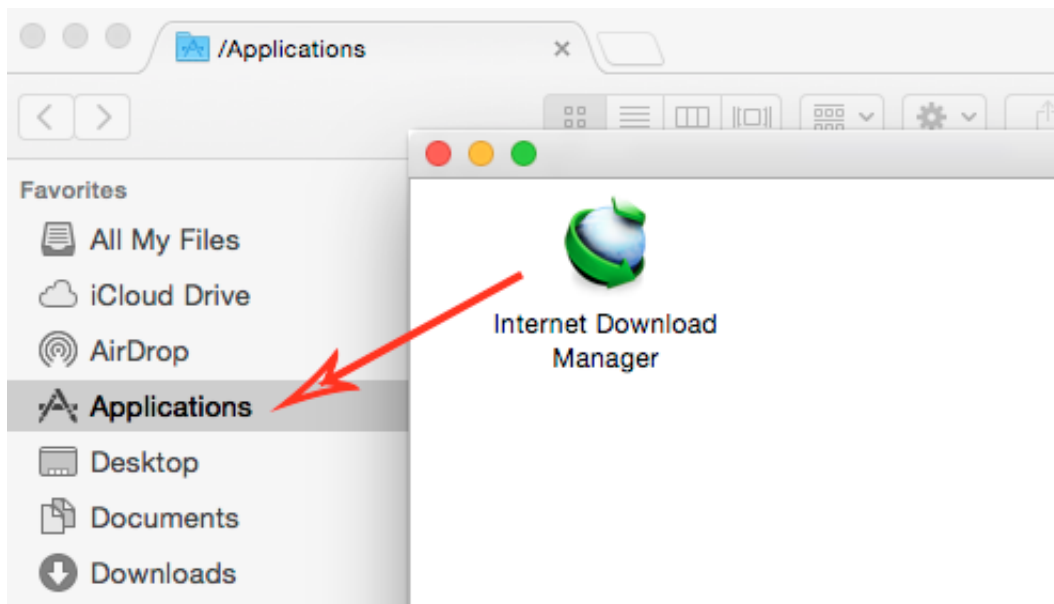 /Applications
Favorites
All My Files
iCloud Drive
AirDrop
Applications
Desktop
Documents
Downloads
Internet Download
Manager